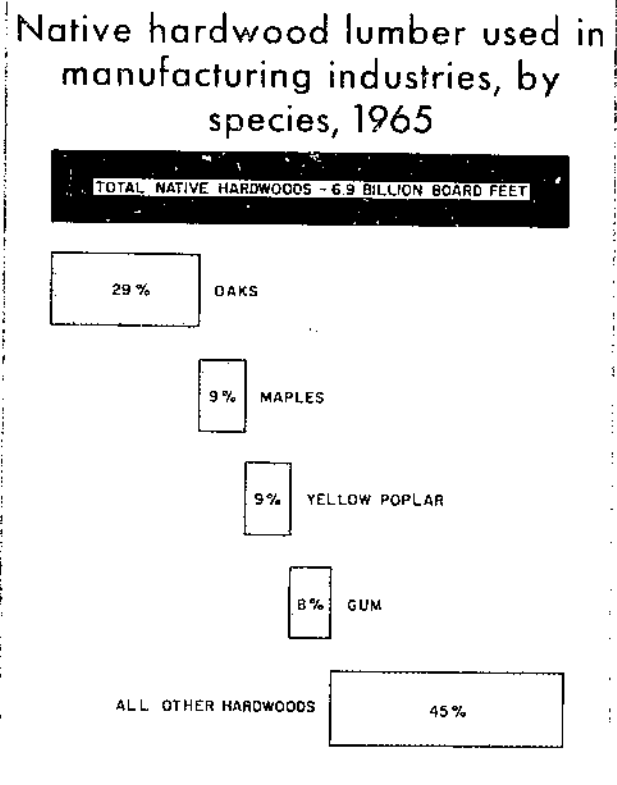 Native hardwood lumber used in
manufacturing industries, by
species, 1965
TOTAL NATIVE HARDWOODS - 6.9 BILLION BOARD FEET
29% OAKS
9% MAPLES
9% YELLOW POPLAR
8% GUM
ALL OTHER HARDWOODS 45%